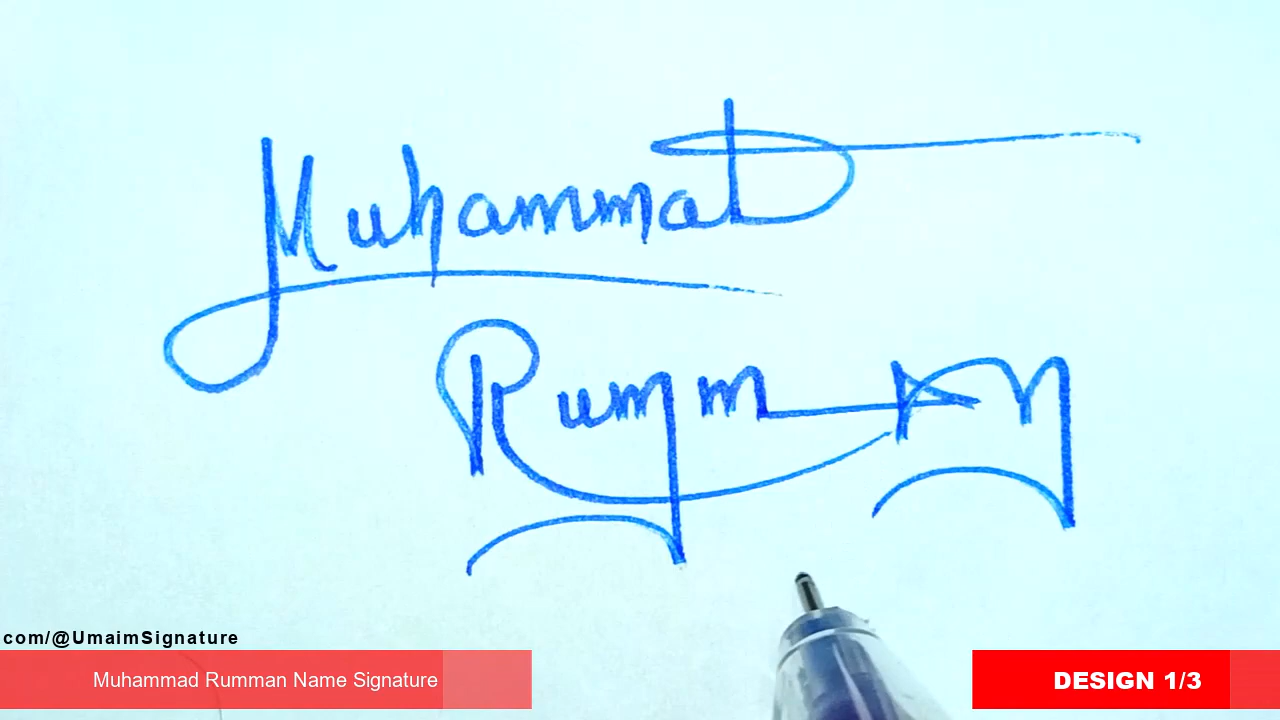 Muhammad
Rumman
com/@UmaimSignature
Muhammad Rumman Name Signature
DESIGN 1/3